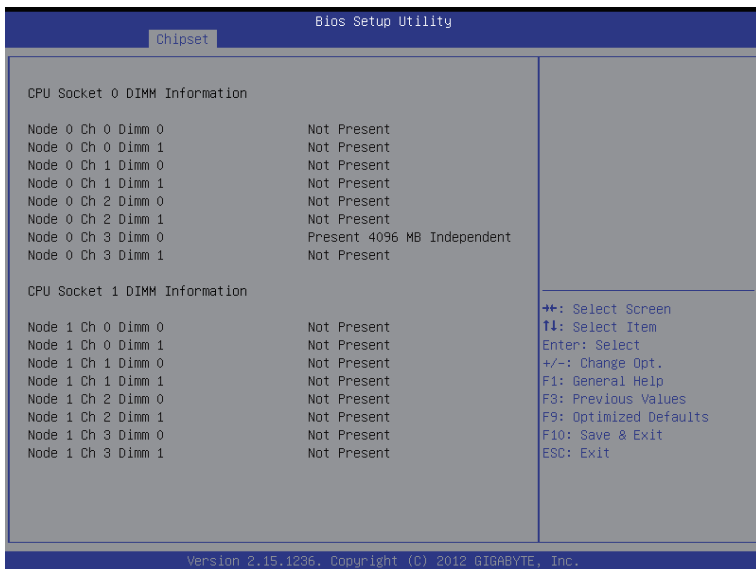 Bios Setup Utility
Chipset
CPU Socket 0 DIMM Information
Node 0 Ch 0 Dimm 0 Not Present
Node 0 Ch 0 Dimm 1 Not Present
Node 0 Ch 1 Dimm 0 Not Present
Node 0 Ch 1 Dimm 1 Not Present
Node 0 Ch 2 Dimm 0 Not Present
Node 0 Ch 2 Dimm 1 Not Present
Node 0 Ch 3 Dimm 0 Present 4096 MB Independent
Node 0 Ch 3 Dimm 1 Not Present
CPU Socket 1 DIMM Information
Node 1 Ch 0 Dimm 0 Not Present
Node 1 Ch 0 Dimm 1 Not Present
Node 1 Ch 1 Dimm 0 Not Present
Node 1 Ch 1 Dimm 1 Not Present
Node 1 Ch 2 Dimm 0 Not Present
Node 1 Ch 2 Dimm 1 Not Present
Node 1 Ch 3 Dimm 0 Not Present
Node 1 Ch 3 Dimm 1 Not Present
→←: Select Screen
↑↓: Select Item
Enter: Select
+/-: Change Opt.
F1: General Help
F3: Previous Values
F9: Optimized Defaults
F10: Save & Exit
ESC: Exit
Version 2.15.1236. Copyright (C) 2012 GIGABYTE, Inc.